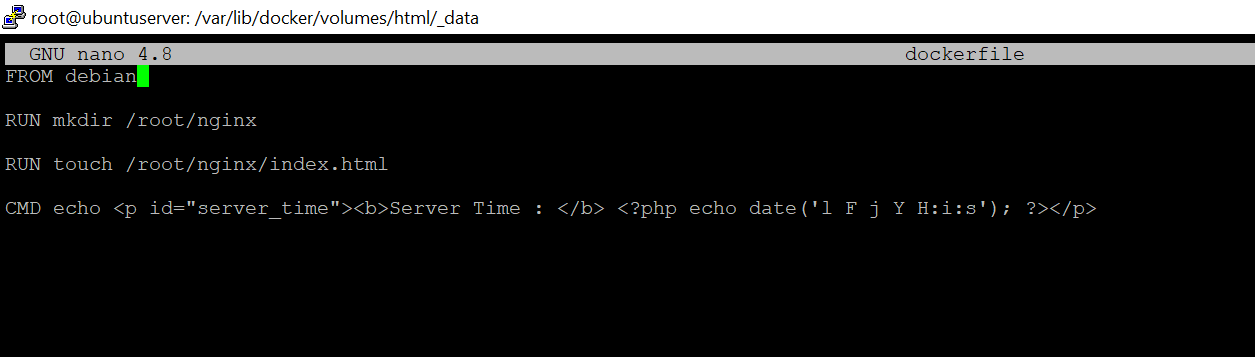 root@ubuntuserver: /var/lib/docker/volumes/html/_data
GNU nano 4.8 dockerfile
FROM debian
RUN mkdir /root/nginx
RUN touch /root/nginx/index.html
CMD echo <p id="server_time"><b>Server Time : </b> <?php echo date('l F j Y H:i:s'); ?></p>